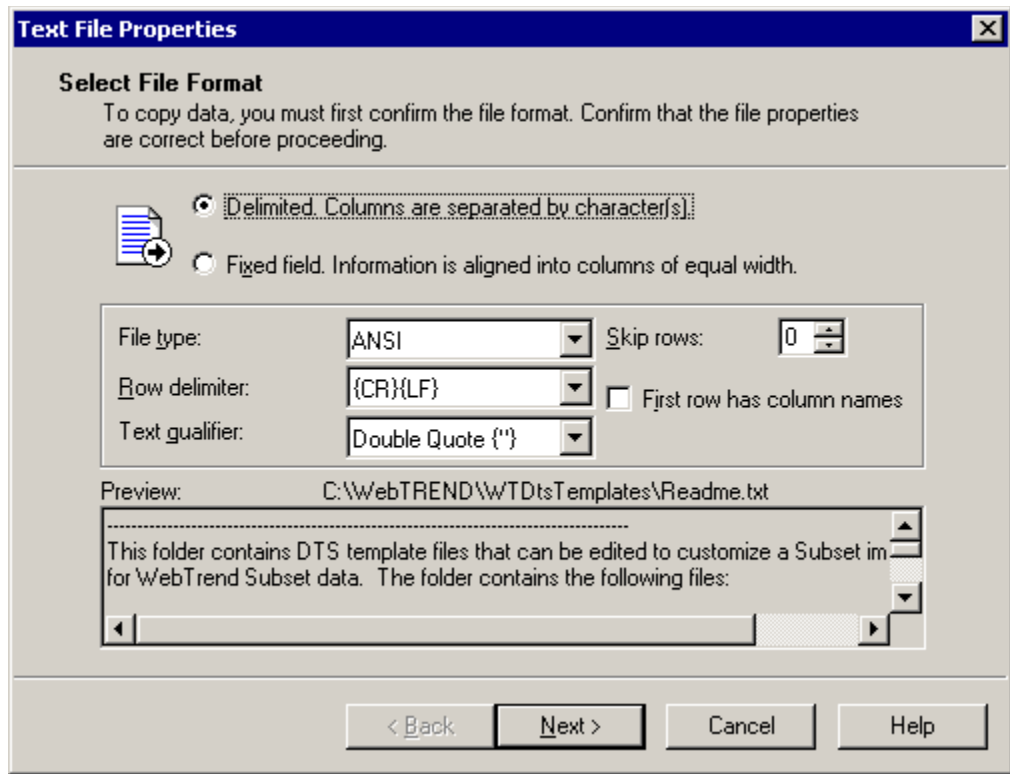 Text File Properties
Select File Format
To copy data, you must first confirm the file format. Confirm that the file properties
are correct before proceeding.
Delimited. Columns are separated by character(s).
Fixed field. Information is aligned into columns of equal width.
File type:
ANSI
Skip rows:
0
Row delimiter:
{CR}{LF}
First row has column names
Text qualifier:
Double Quote {"}
Preview:
C:\WebTREND\WTDtsTemplates\Readme.txt
--------------------------------------------------------------------------------
This folder contains DTS template files that can be edited to customize a Subset im
for WebTrend Subset data.  The folder contains the following files:
< Back
Next >
Cancel
Help